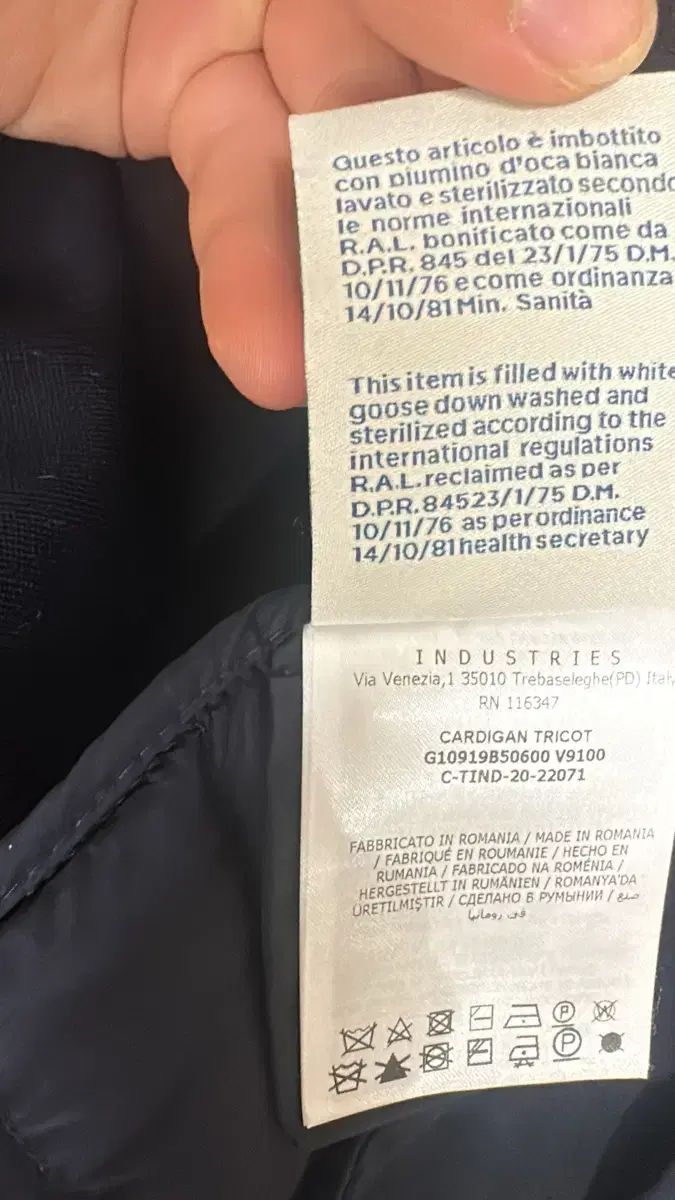 Questo articolo è imbottito
con piumino d'oca bianca
lavato e sterilizzato secondo
le norme internazionali
R.A.L. bonificato come da
D.P.R. 845 del 23/1/75 D.M.
10/11/76 e come ordinanza
14/10/81 Min. Sanità
This item is filled with white
goose down washed and
sterilized according to the
international regulations
R.A.L. reclaimed as per
D.P.R. 845 23/1/75 D.M.
10/11/76 as per ordinance
14/10/81 health secretary
INDUSTRIES
Via Venezia,1 35010 Trebaseleghe(PD) Italy
RN 116347
CARDIGAN TRICOT
G10919B50600 V9100
C-TIND-20-22071
FABBRICATO IN ROMANIA / MADE IN ROMANIA
/ FABRIQUÉ EN ROUMANIE / HECHO EN
RUMANIA / FABRICADO NA ROMÉNIA /
HERGESTELLT IN RUMÄNIEN / ROMANYA'DA
ÜRETILMIŞTIR / СДЕЛАНО В РУМЫНИИ / صنع
في رومانيا
P W
P